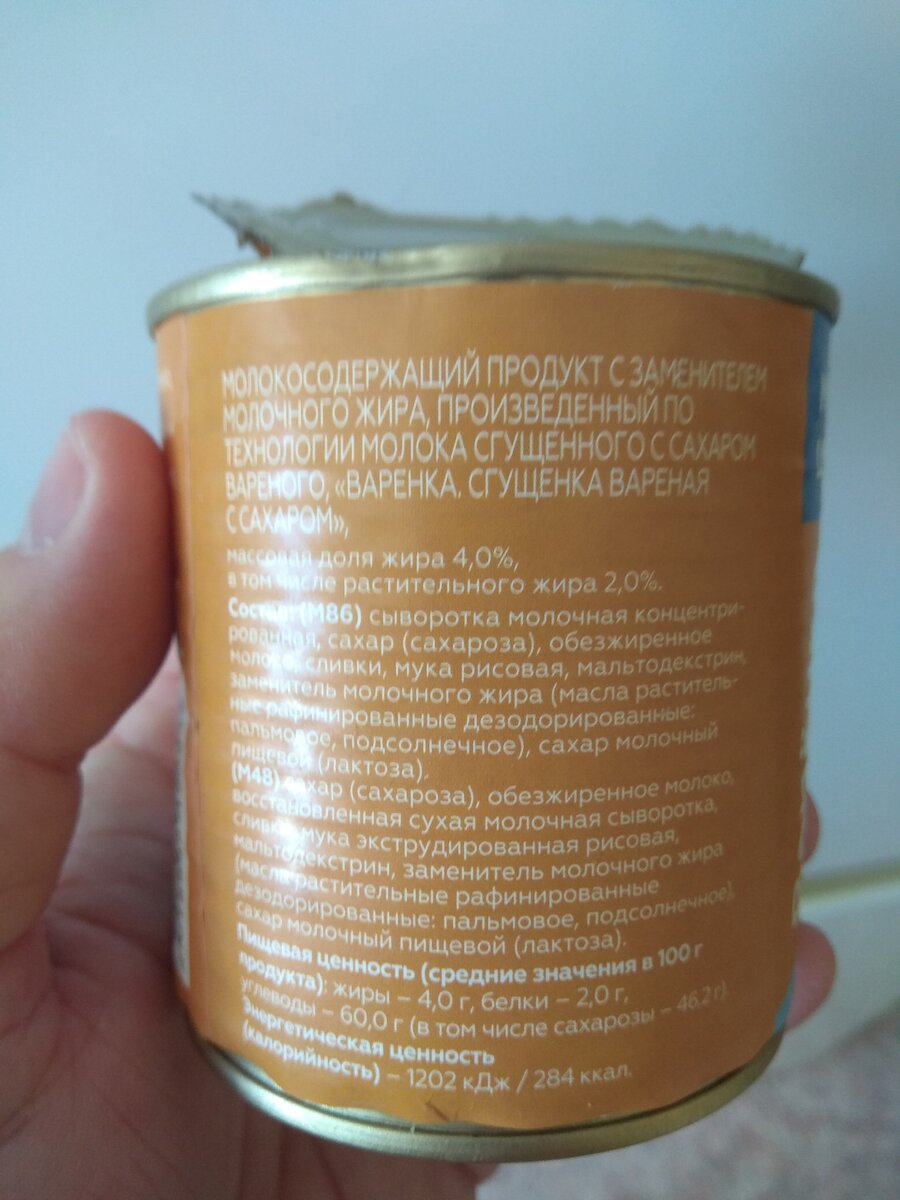 МОЛОКОСОДЕРЖАЩИЙ ПРОДУКТ С ЗАМЕНИТЕЛЕМ
МОЛОЧНОГО ЖИРА, ПРОИЗВЕДЕННЫЙ ПО
ТЕХНОЛОГИИ МОЛОКА СГУЩЕННОГО С САХАРОМ
ВАРЕНОГО, «ВАРЕНКА. СГУЩЕНКА ВАРЕНАЯ
С САХАРОМ»,
массовая доля жира 4,0%,
в том числе растительного жира 2,0%.
Состав: (М86) сыворотка молочная концентри-
рованная, сахар (сахароза), обезжиренное
молоко, сливки, мука рисовая, мальтодекстрин,
заменитель молочного жира (масла раститель-
ные рафинированные дезодорированные:
пальмовое, подсолнечное), сахар молочный
пищевой (лактоза).
(М48) сахар (сахароза), обезжиренное молоко,
восстановленная сухая молочная сыворотка,
сливки, мука экструдированная рисовая,
мальтодекстрин, заменитель молочного жира
(масла растительные рафинированные
дезодорированные: пальмовое, подсолнечное),
сахар молочный пищевой (лактоза).
Пищевая ценность (средние значения в 100 г
продукта): жиры – 4,0 г, белки – 2,0 г,
углеводы – 60,0 г (в том числе сахарозы – 46,2 г).
Энергетическая ценность
(калорийность) – 1202 кДж / 284 ккал.